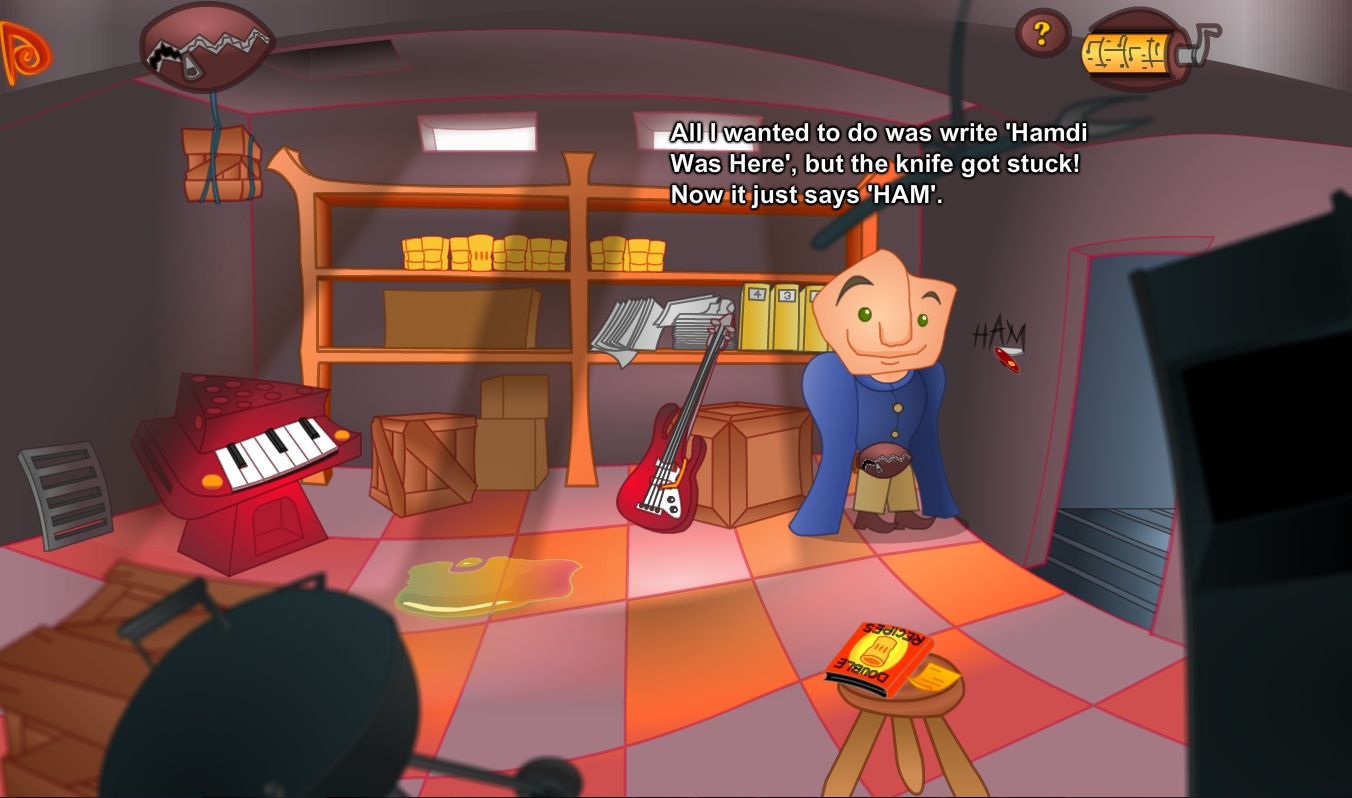 ?
All I wanted to do was write 'Hamdi
Was Here', but the knife got stuck!
Now it just says 'HAM'.
4
3
HAM
RECIPES
DOUBLE